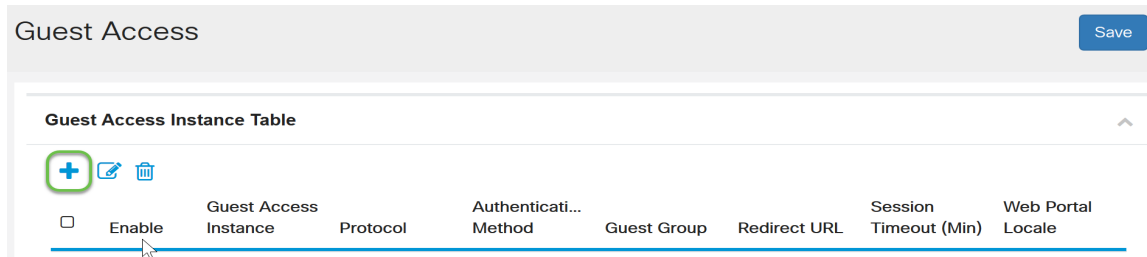 Guest Access
Save
Guest Access Instance Table
Enable
Guest Access
Instance
Protocol
Authenticati...
Method
Guest Group
Redirect URL
Session
Timeout (Min)
Web Portal
Locale